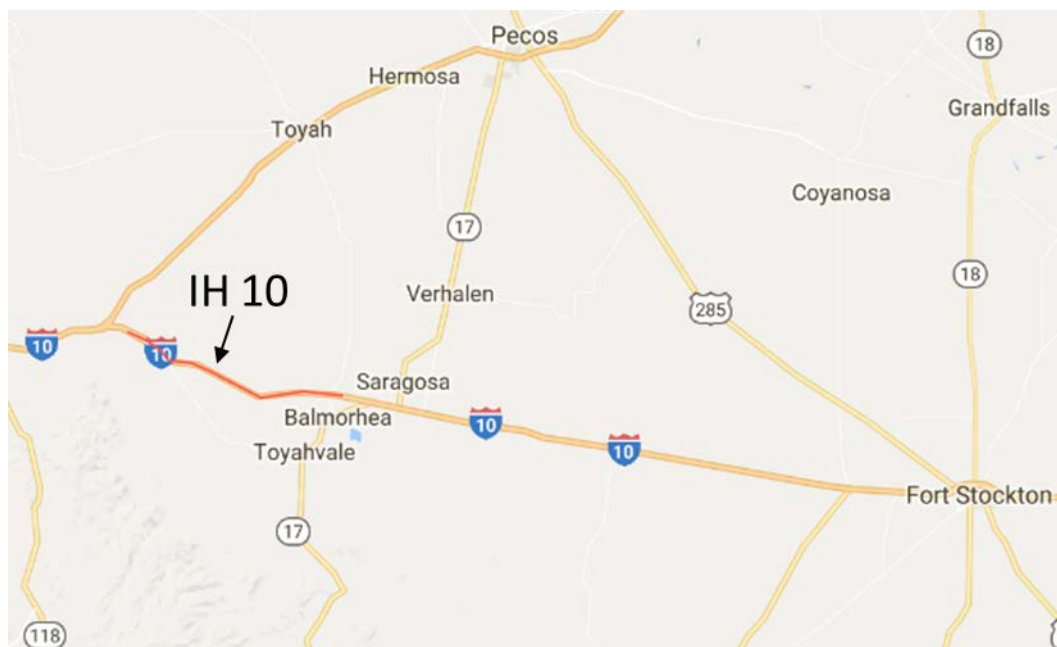 Pecos
18
Hermosa
Grandfalls
Toyah
Coyanosa
17
IH 10
Verhalen
18
285
10
10
Saragosa
Balmorhea
10
10
Toyahvale
Fort Stockton
17
118